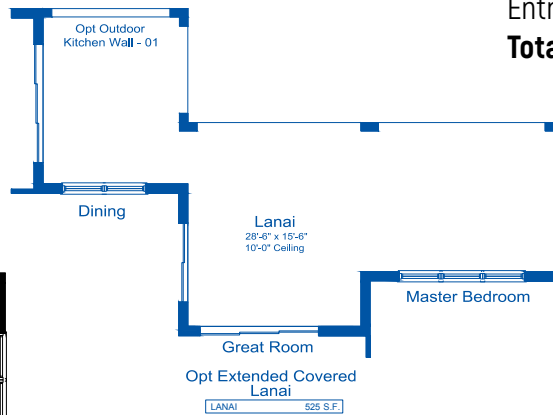 Entr
Tota
Opt Outdoor
Kitchen Wall - 01
Dining
Lanai
28'-6" x 15'-6"
10'-0" Ceiling
Master Bedroom
Great Room
Opt Extended Covered
Lanai
LANAI 525 S.F.